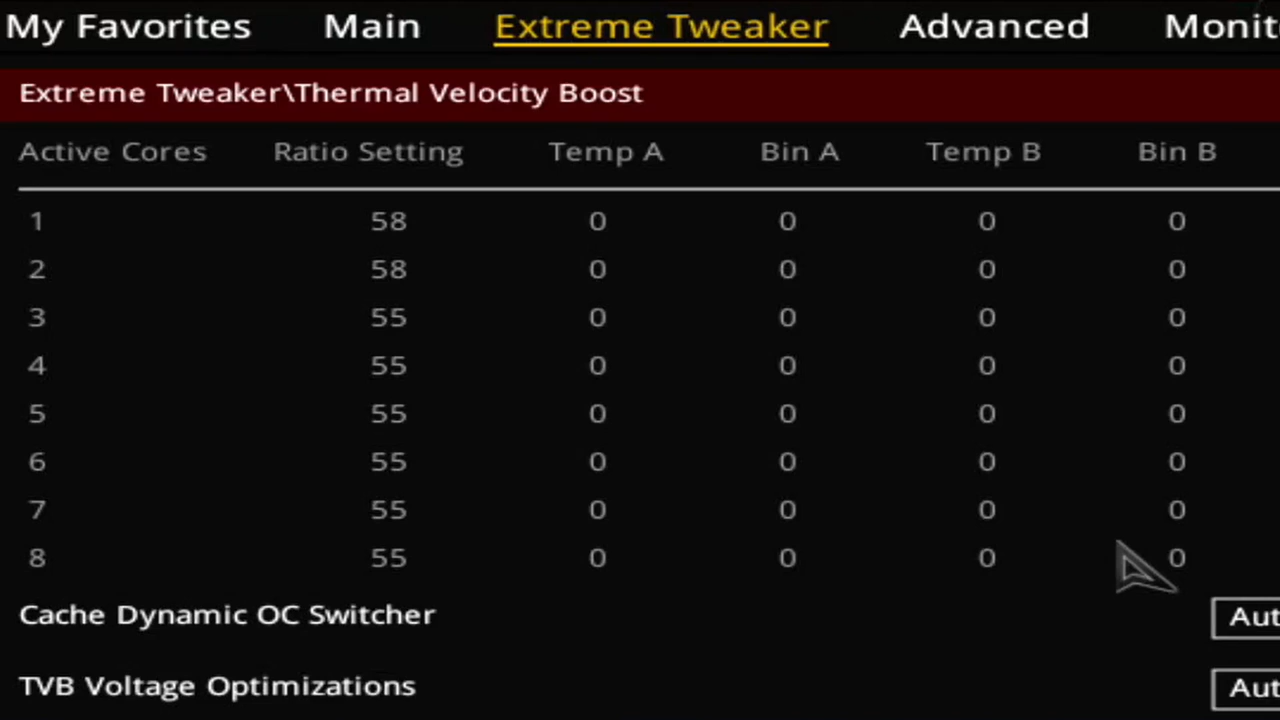 My Favorites Main Extreme Tweaker Advanced Monit
Extreme Tweaker\Thermal Velocity Boost
Active Cores Ratio Setting Temp A Bin A Temp B Bin B
1 58 0 0 0 0
2 58 0 0 0 0
3 55 0 0 0 0
4 55 0 0 0 0
5 55 0 0 0 0
6 55 0 0 0 0
7 55 0 0 0 0
8 55 0 0 0 0
Cache Dynamic OC Switcher Aut
TVB Voltage Optimizations Aut